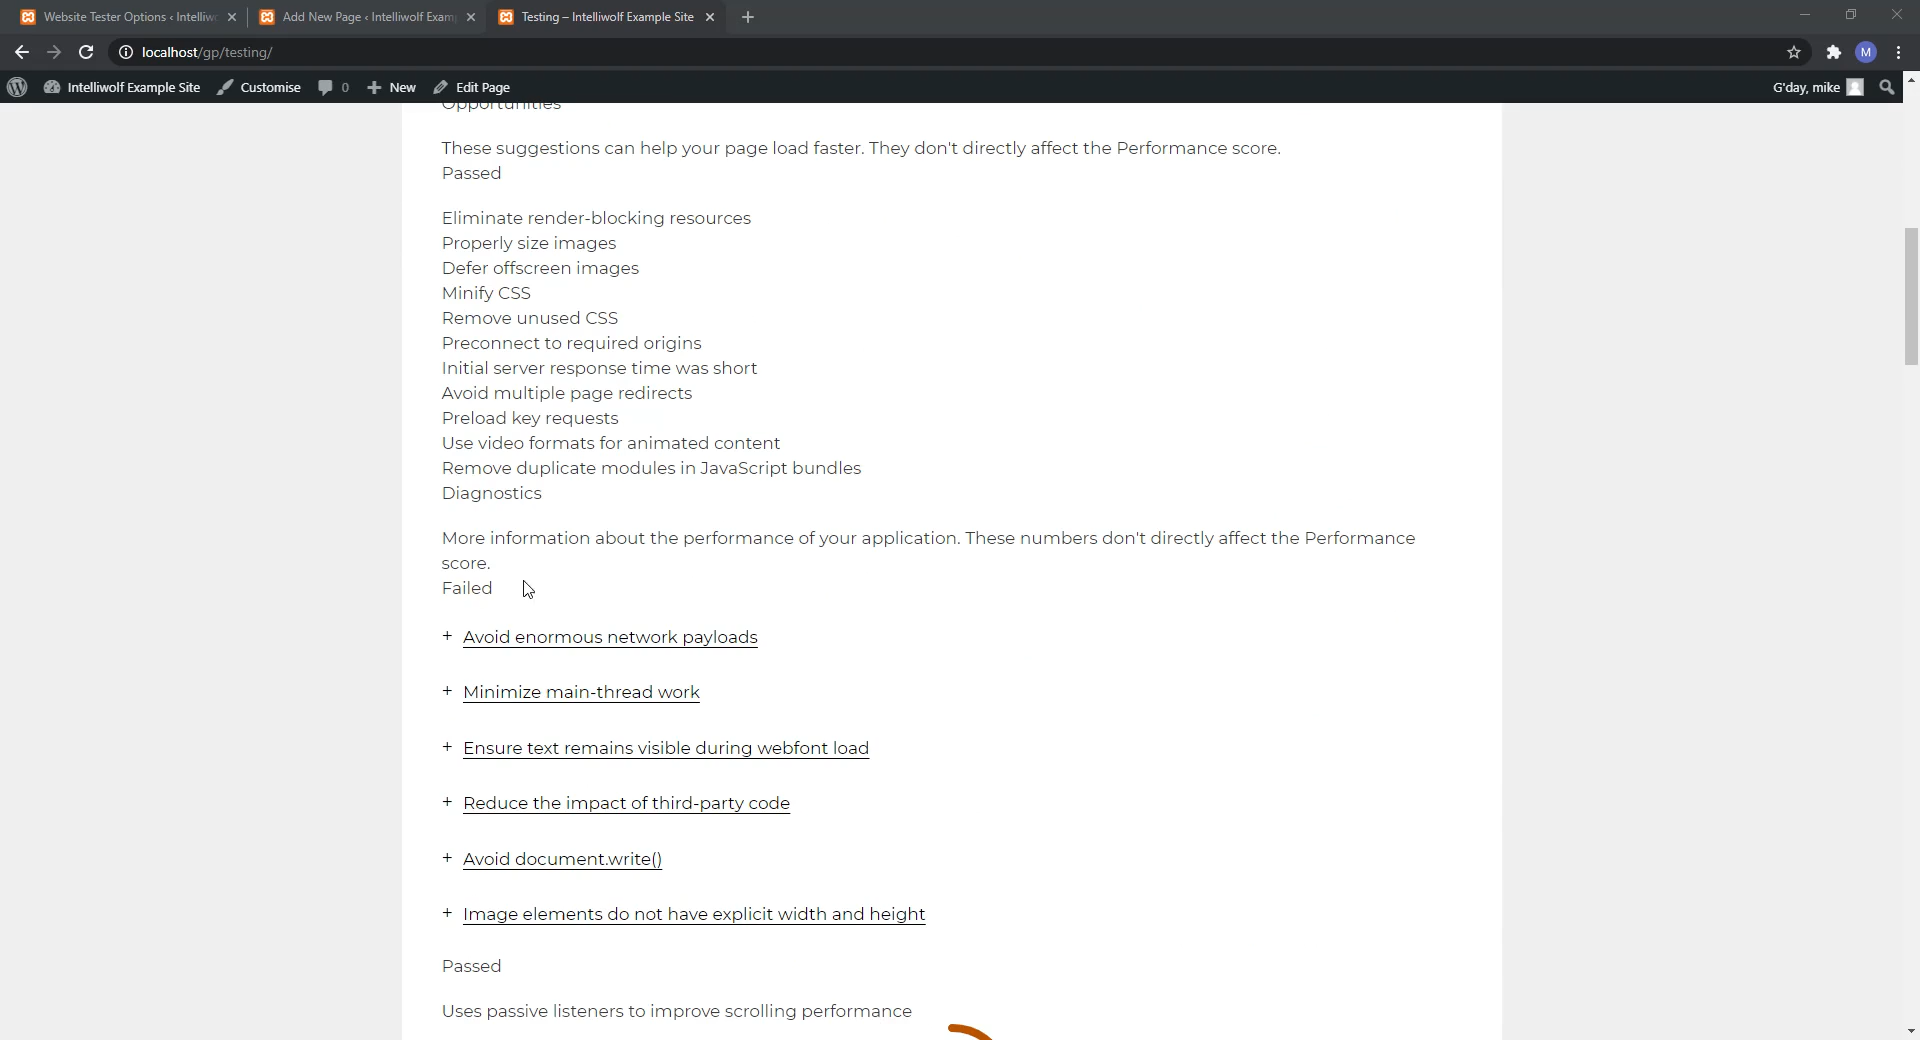 Website Tester Options ‹ Intelliw
Add New Page ‹ Intelliwolf Exam
Testing – Intelliwolf Example Site
localhost/gp/testing/
M
Intelliwolf Example Site
Customise
0
New
Edit Page
G'day, mike
Opportunities
These suggestions can help your page load faster. They don't directly affect the Performance score.
Passed
Eliminate render-blocking resources
Properly size images
Defer offscreen images
Minify CSS
Remove unused CSS
Preconnect to required origins
Initial server response time was short
Avoid multiple page redirects
Preload key requests
Use video formats for animated content
Remove duplicate modules in JavaScript bundles
Diagnostics
More information about the performance of your application. These numbers don't directly affect the Performance
score.
Failed
+ Avoid enormous network payloads
+ Minimize main-thread work
+ Ensure text remains visible during webfont load
+ Reduce the impact of third-party code
+ Avoid document.write()
+ Image elements do not have explicit width and height
Passed
Uses passive listeners to improve scrolling performance